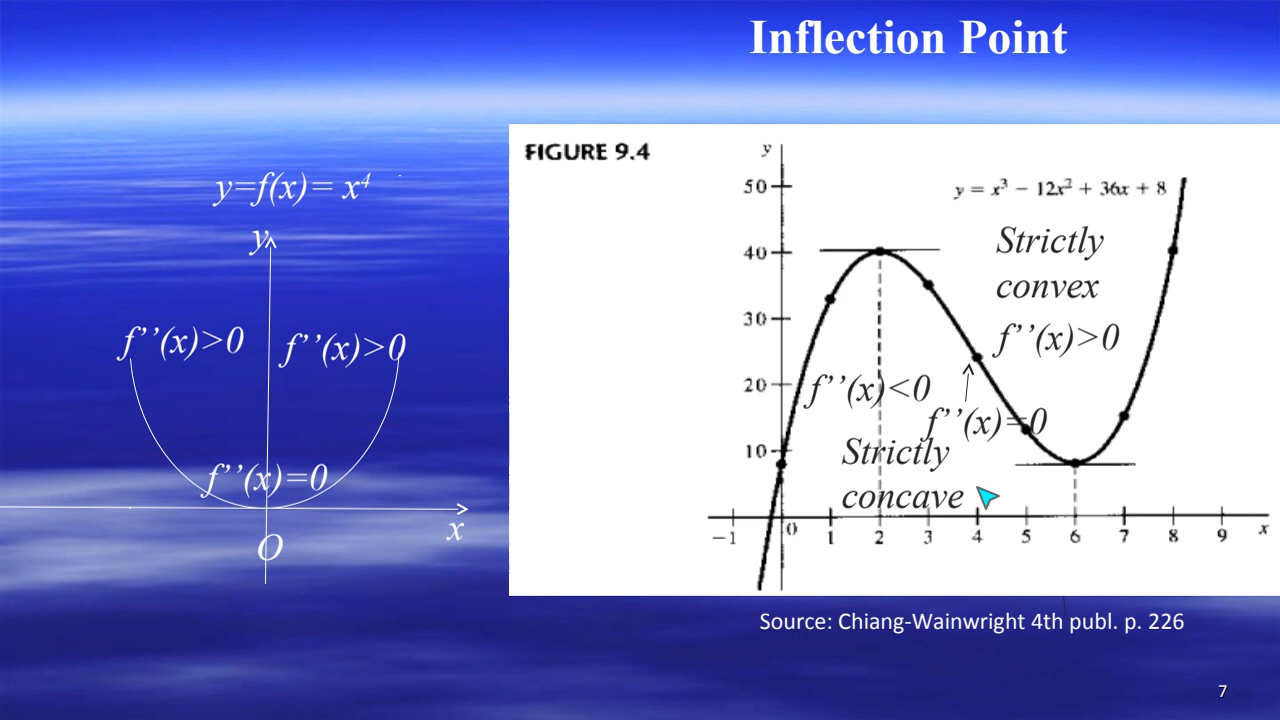 Inflection Point
y=f(x)= x⁴
y
f’’(x)>0
f’’(x)>0
f’’(x)=0
x
O
FIGURE 9.4
y
y = x³ − 12x² + 36x + 8
50
40
30
20
10
Strictly
convex
f’’(x)>0
f’’(x)<0
f’’(x)=0
Strictly
concave
−1 0 1 2 3 4 5 6 7 8 9 x
Source: Chiang-Wainwright 4th publ. p. 226
7